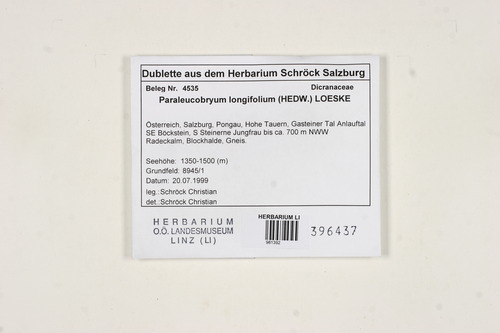 Dublette aus dem Herbarium Schröck Salzburg
Beleg Nr. 4535 Dicranaceae
Paraleucobryum longifolium (HEDW.) LOESKE
Österreich, Salzburg, Pongau, Hohe Tauern, Gasteiner Tal Anlauftal
SE Böckstein, S Steinerne Jungfrau bis ca. 700 m NWW
Radeckalm, Blockhalde, Gneis.
Seehöhe: 1350-1500 (m)
Grundfeld: 8945/1
Datum: 20.07.1999
leg.:Schröck Christian
det.:Schröck Christian
HERBARIUM
O.Ö. LANDESMUSEUM
LINZ (LI)
HERBARIUM LI
981392
396437